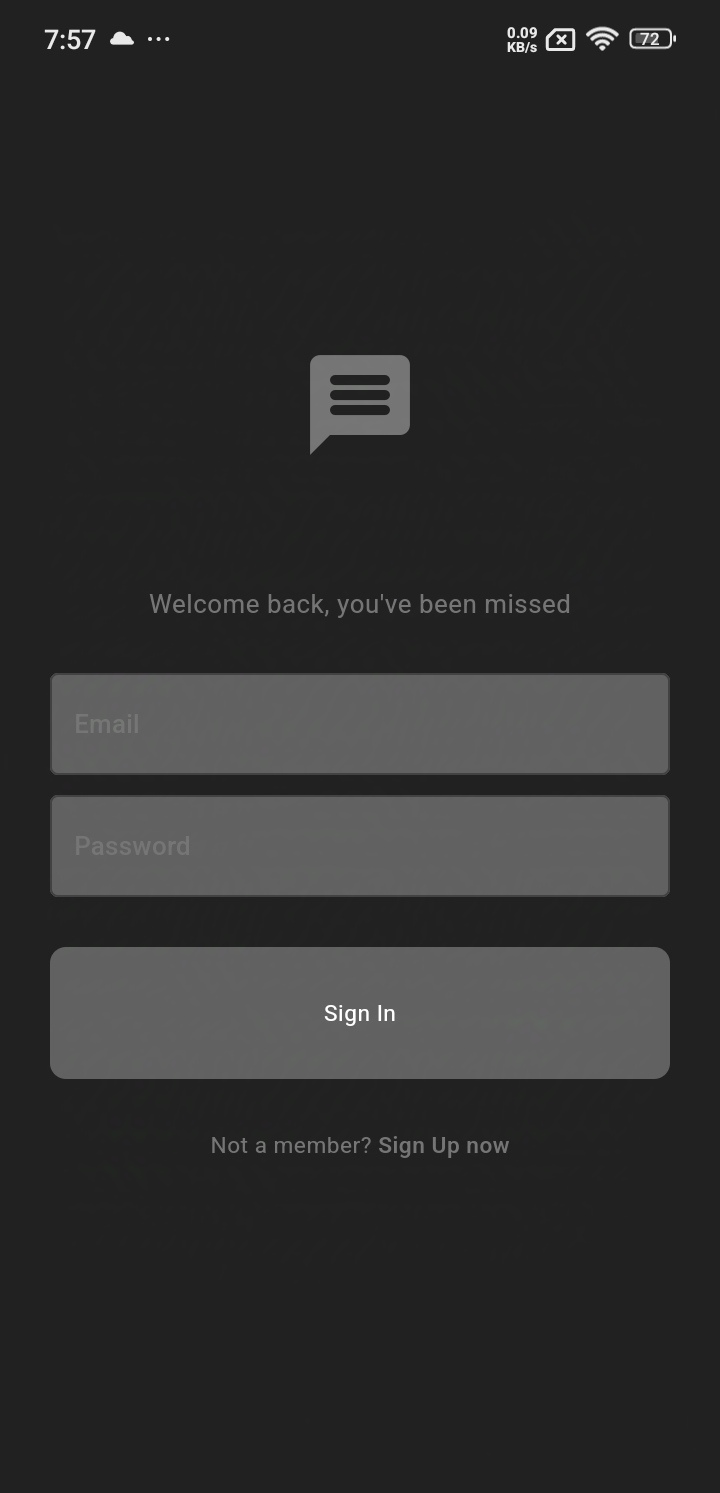 7:57
0.09
KB/s
72
Welcome back, you've been missed
Email
Password
Sign In
Not a member? Sign Up now